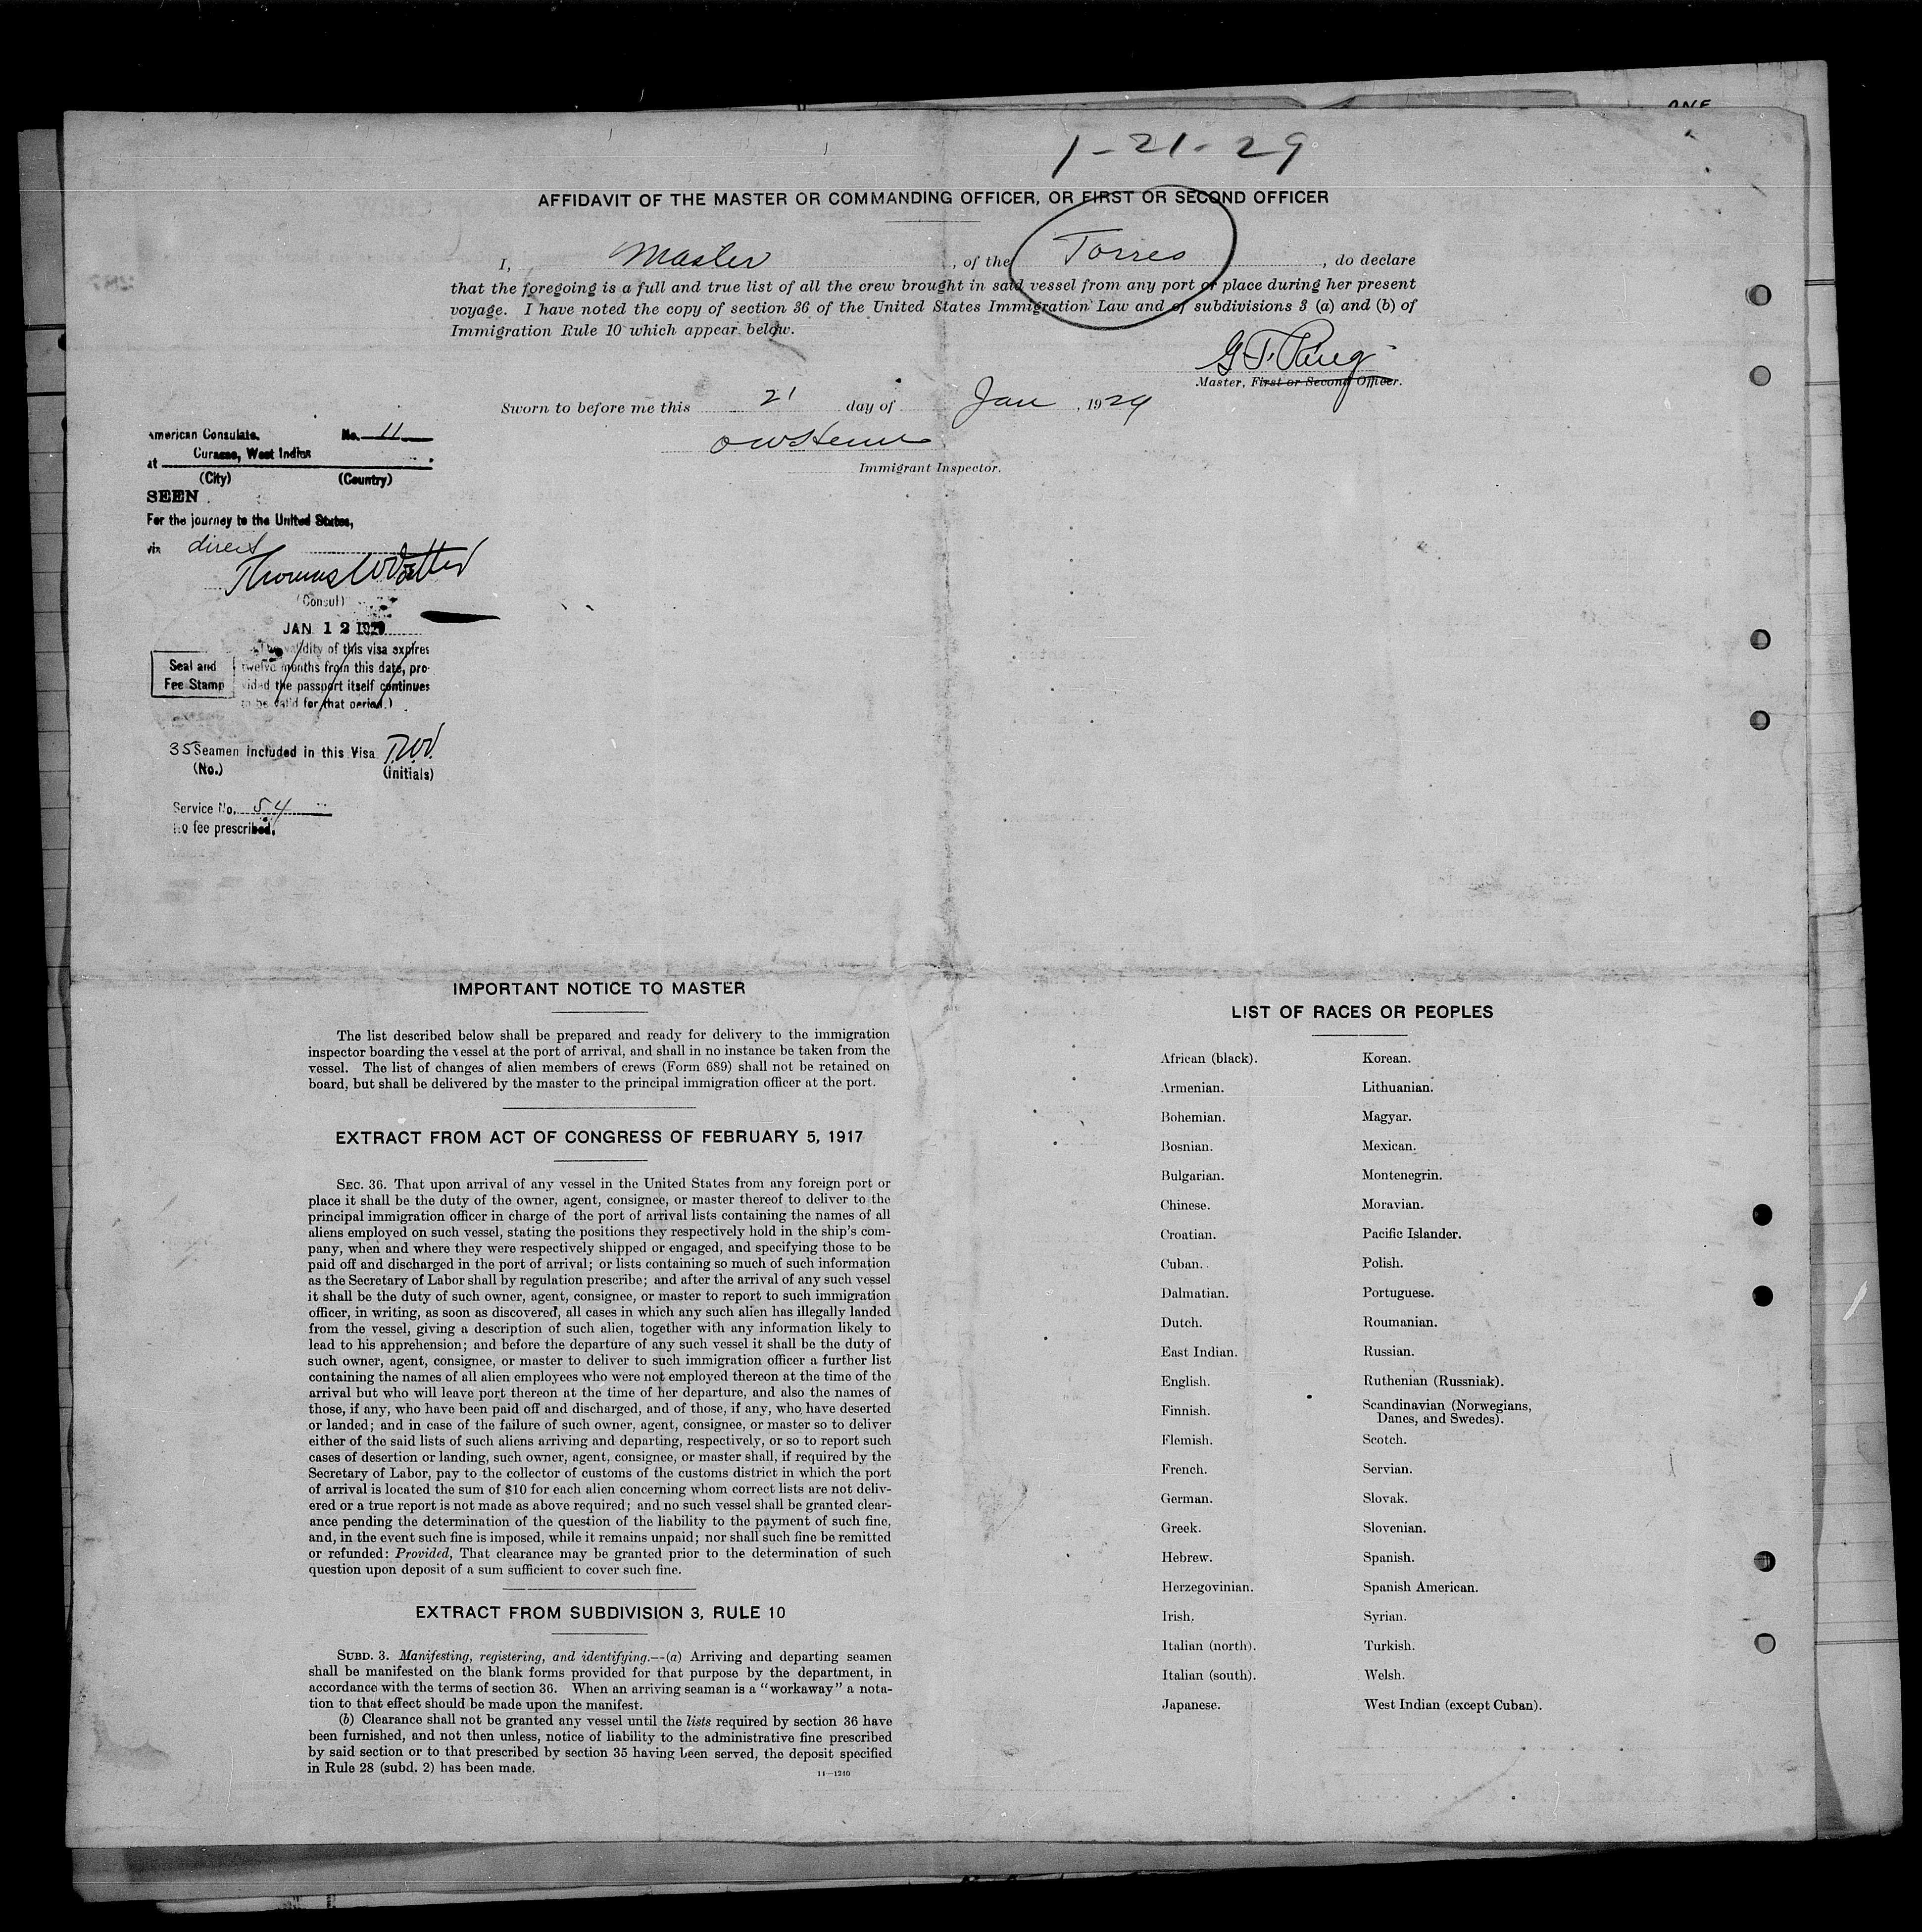 1-21-29
AFFIDAVIT OF THE MASTER OR COMMANDING OFFICER, OR FIRST OR SECOND OFFICER
I, Master, of the Torres, do declare
that the foregoing is a full and true list of all the crew brought in said vessel from any port or place during her present
voyage. I have noted the copy of section 36 of the United States Immigration Law and of subdivisions 3 (a) and (b) of
Immigration Rule 10 which appear below.
Master, First or Second Officer.
Sworn to before me this 21 day of Jan, 1929
Immigrant Inspector.
American Consulate. No. 11
at Curacao, West Indies
(City) (Country)
SEEN
For the journey to the United States,
via direct
Thomas W
(Consul)
JAN 12 1929
(The validity of this visa expires
twelve months from this date, pro-
vided the passport itself continues
to be valid for that period.)
Seal and
Fee Stamp
35 Seamen included in this Visa
(No.) (initials)
Service No. 54
No fee prescribed.
IMPORTANT NOTICE TO MASTER
The list described below shall be prepared and ready for delivery to the immigration
inspector boarding the vessel at the port of arrival, and shall in no instance be taken from the
vessel. The list of changes of alien members of crews (Form 689) shall not be retained on
board, but shall be delivered by the master to the principal immigration officer at the port.
EXTRACT FROM ACT OF CONGRESS OF FEBRUARY 5, 1917
SEC. 36. That upon arrival of any vessel in the United States from any foreign port or
place it shall be the duty of the owner, agent, consignee, or master thereof to deliver to the
principal immigration officer in charge of the port of arrival lists containing the names of all
aliens employed on such vessel, stating the positions they respectively hold in the ship's com-
pany, when and where they were respectively shipped or engaged, and specifying those to be
paid off and discharged in the port of arrival; or lists containing so much of such information
as the Secretary of Labor shall by regulation prescribe; and after the arrival of any such vessel
it shall be the duty of such owner, agent, consignee, or master to report to such immigration
officer, in writing, as soon as discovered, all cases in which any such alien has illegally landed
from the vessel, giving a description of such alien, together with any information likely to
lead to his apprehension; and before the departure of any such vessel it shall be the duty of
such owner, agent, consignee, or master to deliver to such immigration officer a further list
containing the names of all alien employees who were not employed thereon at the time of the
arrival but who will leave port thereon at the time of her departure, and also the names of
those, if any, who have been paid off and discharged, and of those, if any, who have deserted
or landed; and in case of the failure of such owner, agent, consignee, or master so to deliver
either of the said lists of such aliens arriving and departing, respectively, or so to report such
cases of desertion or landing, such owner, agent, consignee, or master shall, if required by the
Secretary of Labor, pay to the collector of customs of the customs district in which the port
of arrival is located the sum of $10 for each alien concerning whom correct lists are not deliv-
ered or a true report is not made as above required; and no such vessel shall be granted clear-
ance pending the determination of the question of the liability to the payment of such fine,
and, in the event such fine is imposed, while it remains unpaid; nor shall such fine be remitted
or refunded: Provided, That clearance may be granted prior to the determination of such
question upon deposit of a sum sufficient to cover such fine.
EXTRACT FROM SUBDIVISION 3, RULE 10
SUBD. 3. Manifesting, registering, and identifying.--(a) Arriving and departing seamen
shall be manifested on the blank forms provided for that purpose by the department, in
accordance with the terms of section 36. When an arriving seaman is a "workaway" a nota-
tion to that effect should be made upon the manifest.
(b) Clearance shall not be granted any vessel until the lists required by section 36 have
been furnished, and not then unless, notice of liability to the administrative fine prescribed
by said section or to that prescribed by section 35 having been served, the deposit specified
in Rule 28 (subd. 2) has been made.
14-1240
LIST OF RACES OR PEOPLES
African (black).
Armenian.
Bohemian.
Bosnian.
Bulgarian.
Chinese.
Croatian.
Cuban.
Dalmatian.
Dutch.
East Indian.
English.
Finnish.
Flemish.
French.
German.
Greek.
Hebrew.
Herzegovinian.
Irish.
Italian (north).
Italian (south).
Japanese.
Korean.
Lithuanian.
Magyar.
Mexican.
Montenegrin.
Moravian.
Pacific Islander.
Polish.
Portuguese.
Roumanian.
Russian.
Ruthenian (Russniak).
Scandinavian (Norwegians,
Danes, and Swedes).
Scotch.
Servian.
Slovak.
Slovenian.
Spanish.
Spanish American.
Syrian.
Turkish.
Welsh.
West Indian (except Cuban).